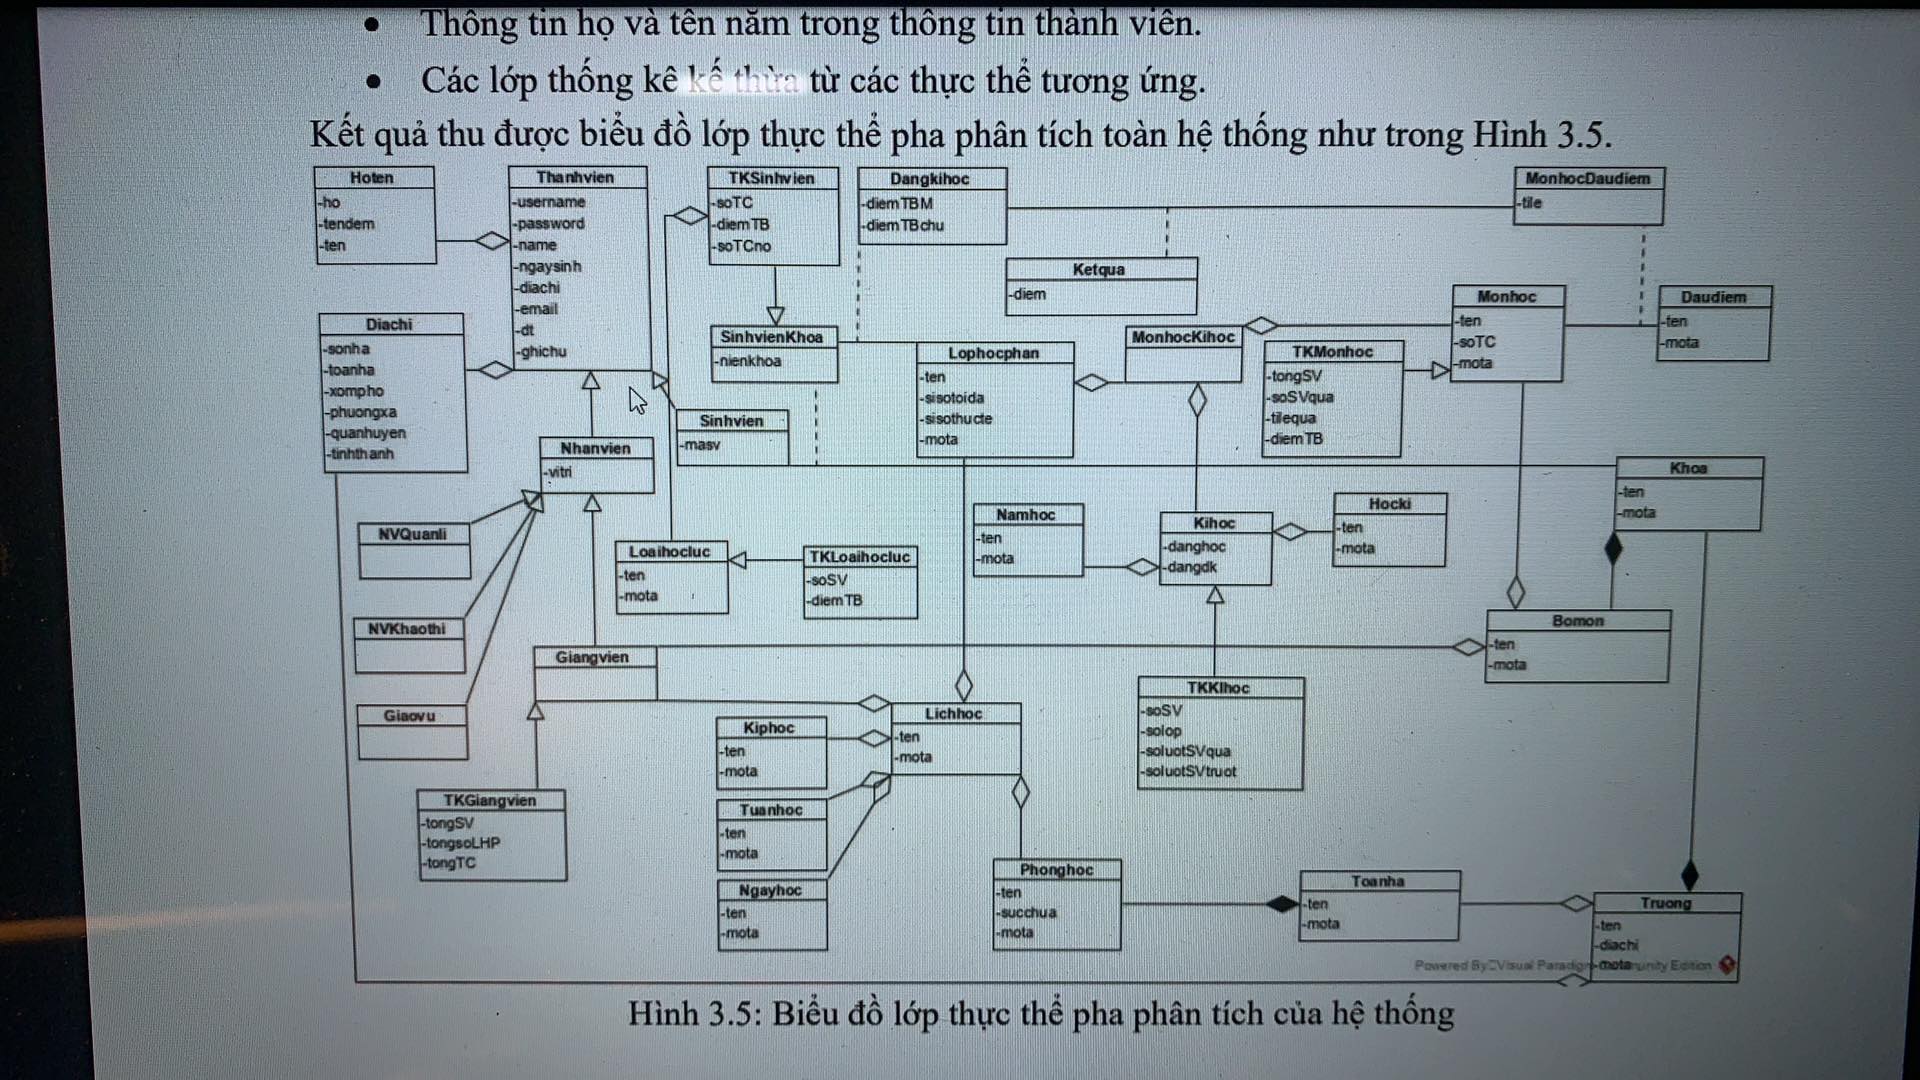 • Thông tin họ và tên nằm trong thông tin thành viên.
• Các lớp thống kê kế thừa từ các thực thể tương ứng.
Kết quả thu được biểu đồ lớp thực thể pha phân tích toàn hệ thống như trong Hình 3.5.
Hoten
-ho
-tendem
-ten
Thanhvien
-username
-password
-name
-ngaysinh
-diachi
-email
-dt
-ghichu
TKSinhvien
-soTC
-diemTB
-soTCno
Dangkihoc
-diemTBM
-diemTBchu
MonhocDaudiem
-tile
Ketqua
-diem
Monhoc
-ten
-soTC
-mota
Daudiem
-ten
-mota
Diachi
-sonha
-toanha
-xompho
-phuongxa
-quanhuyen
-tinhthanh
SinhvienKhoa
-nienkhoa
Lophocphan
-ten
-sisotoida
-sisothucte
-mota
MonhocKihoc
TKMonhoc
-tongSV
-soSVqua
-tilequa
-diemTB
Sinhvien
-masv
Nhanvien
-vitri
Khoa
-ten
-mota
NVQuanli
Loaihocluc
-ten
-mota
TKLoaihocluc
-soSV
-diemTB
Namhoc
-ten
-mota
Kihoc
-danghoc
-dangdk
Hocki
-ten
-mota
NVKhaothi
Giangvien
Bomon
-ten
-mota
Giaovu
Kiphoc
-ten
-mota
Lichhoc
-ten
-mota
TKKihoc
-soSV
-solop
-soluotSVqua
-soluotSVtruot
TKGiangvien
-tongSV
-tongsoLHP
-tongTC
Tuanhoc
-ten
-mota
Ngayhoc
-ten
-mota
Phonghoc
-ten
-succhua
-mota
Toanha
-ten
-mota
Truong
-ten
-diachi
-mota
Powered By Visual Paradig unity Edition
Hình 3.5: Biểu đồ lớp thực thể pha phân tích của hệ thống